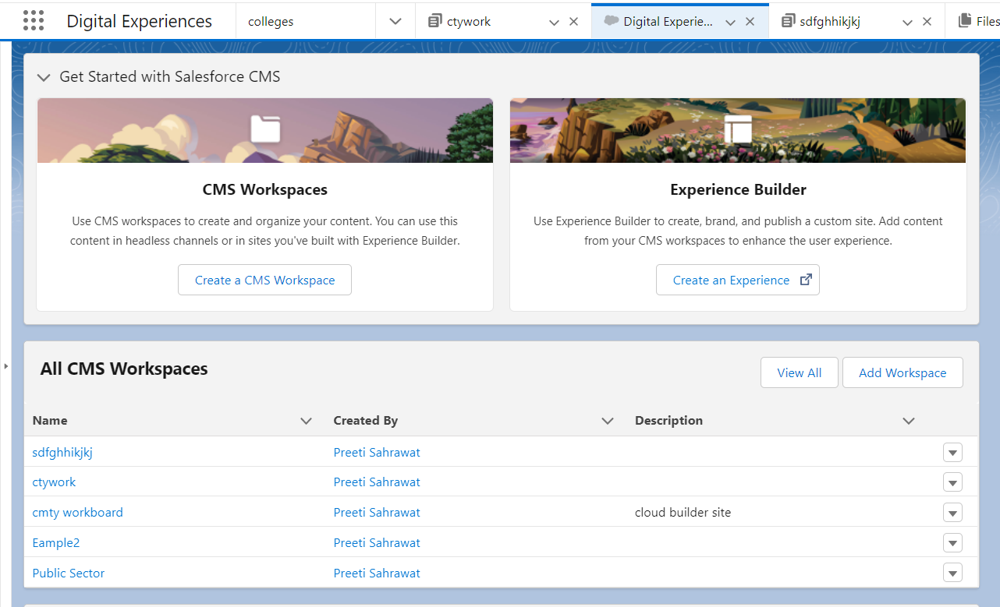 Digital Experiences
colleges
ctywork
Digital Experie...
sdfghhikjkj
Files
Get Started with Salesforce CMS
CMS Workspaces
Use CMS workspaces to create and organize your content. You can use this
content in headless channels or in sites you've built with Experience Builder.
Create a CMS Workspace
Experience Builder
Use Experience Builder to create, brand, and publish a custom site. Add content
from your CMS workspaces to enhance the user experience.
Create an Experience
All CMS Workspaces
View All
Add Workspace
Name Created By Description
sdfghhikjkj Preeti Sahrawat
ctywork Preeti Sahrawat
cmty workboard Preeti Sahrawat cloud builder site
Eample2 Preeti Sahrawat
Public Sector Preeti Sahrawat